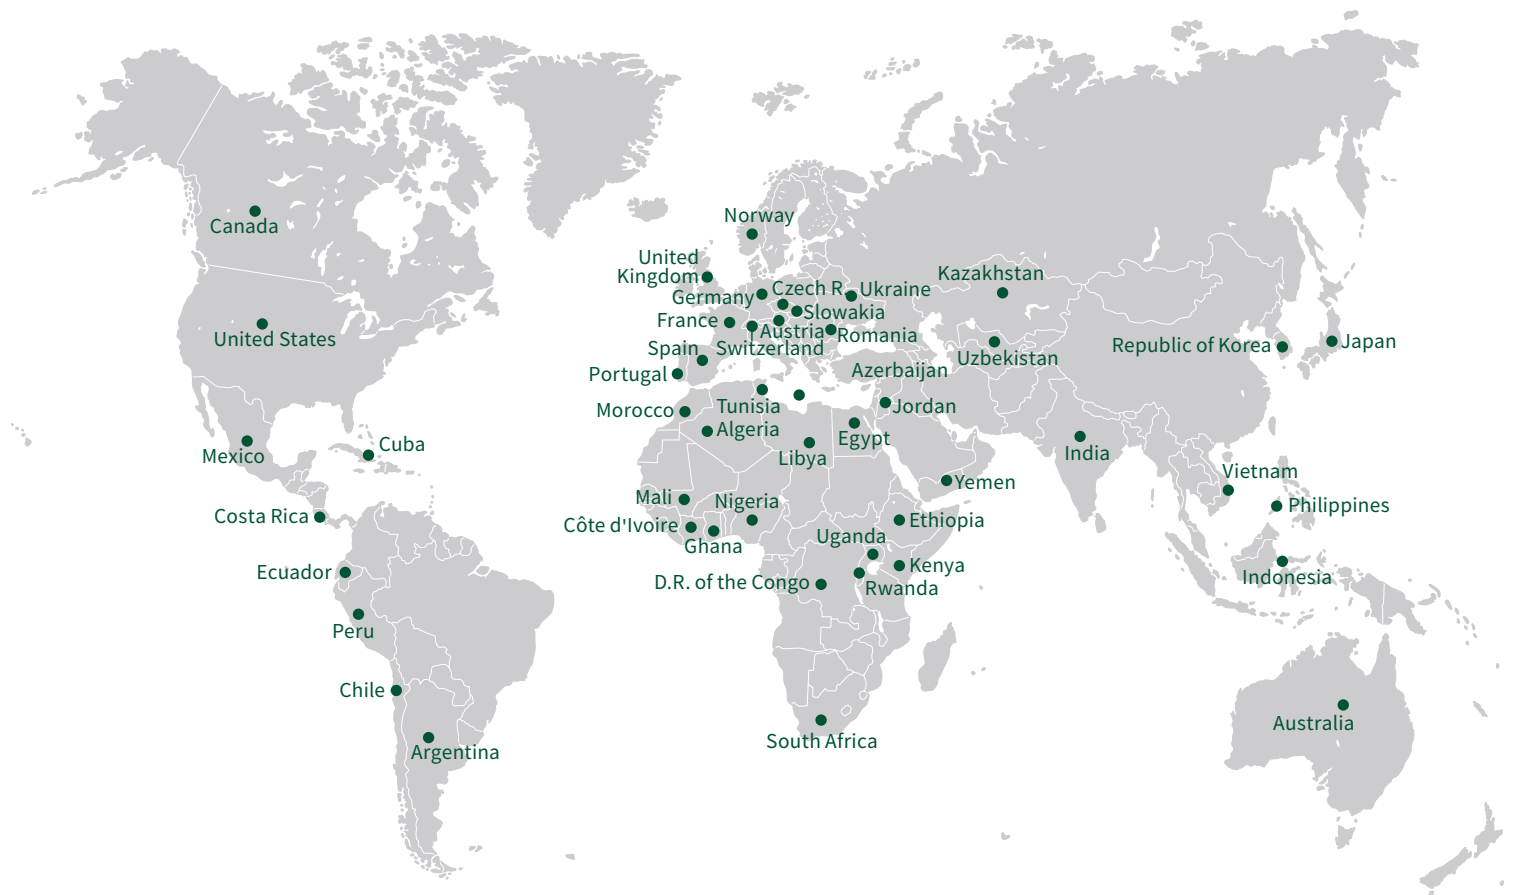 Norway
Canada
United
Kingdom
Kazakhstan
Czech R.
Ukraine
Germany
Slowakia
France
Austria
Romania
United States
Japan
Republic of Korea
Spain
Switzerland
Uzbekistan
Portugal
Azerbaijan
Tunisia
Jordan
Morocco
Algeria
Egypt
Cuba
Mexico
Libya
India
Vietnam
Yemen
Mali
Nigeria
Philippines
Costa Rica
Côte d'Ivoire
Ethiopia
Uganda
Ghana
Kenya
Ecuador
Indonesia
D.R. of the Congo
Rwanda
Peru
Chile
Australia
South Africa
Argentina